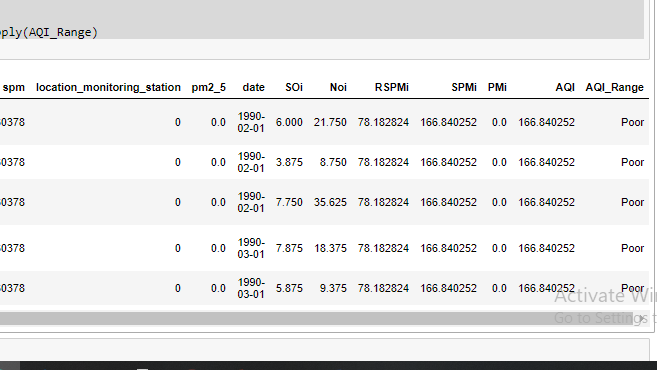 ply(AQI_Range)
spm location_monitoring_station pm2_5 date SOi Noi RSPMi SPMi PMi AQI AQI_Range
0378 0 0.0 1990-02-01 6.000 21.750 78.182824 166.840252 0.0 166.840252 Poor
0378 0 0.0 1990-02-01 3.875 8.750 78.182824 166.840252 0.0 166.840252 Poor
0378 0 0.0 1990-02-01 7.750 35.625 78.182824 166.840252 0.0 166.840252 Poor
0378 0 0.0 1990-03-01 7.875 18.375 78.182824 166.840252 0.0 166.840252 Poor
0378 0 0.0 1990-03-01 5.875 9.375 78.182824 166.840252 0.0 166.840252 Poor
Activate Wi
Go to Settings t